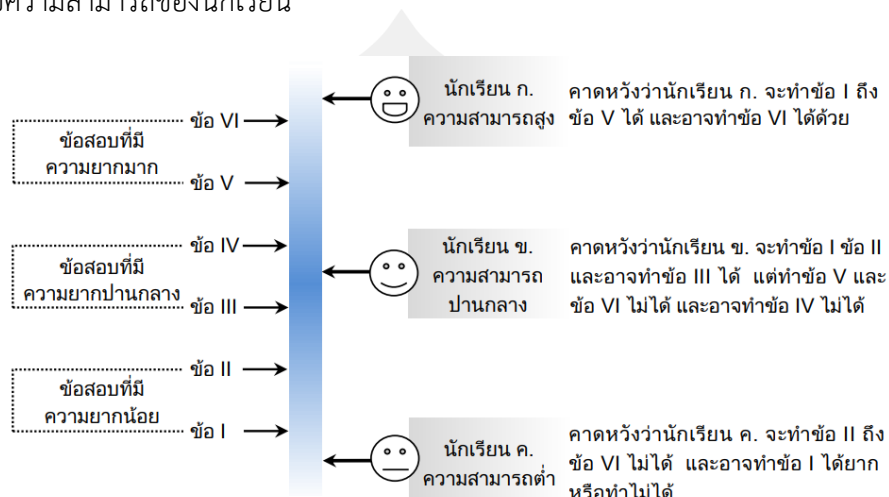 ความสามารถของนักเรียน
ข้อ VI
ข้อสอบที่มี
ความยากมาก
ข้อ V
ข้อ IV
ข้อสอบที่มี
ความยากปานกลาง
ข้อ III
ข้อ II
ข้อสอบที่มี
ความยากน้อย
ข้อ I
นักเรียน ก.
ความสามารถสูง
คาดหวังว่านักเรียน ก. จะทำข้อ I ถึง
ข้อ V ได้ และอาจทำข้อ VI ได้ด้วย
นักเรียน ข.
ความสามารถ
ปานกลาง
คาดหวังว่านักเรียน ข. จะทำข้อ I ข้อ II
และอาจทำข้อ III ได้ แต่ทำข้อ V และ
ข้อ VI ไม่ได้ และอาจทำข้อ IV ไม่ได้
นักเรียน ค.
ความสามารถต่ำ
คาดหวังว่านักเรียน ค. จะทำข้อ II ถึง
ข้อ VI ไม่ได้ และอาจทำข้อ I ได้ยาก
หรือทำไม่ได้